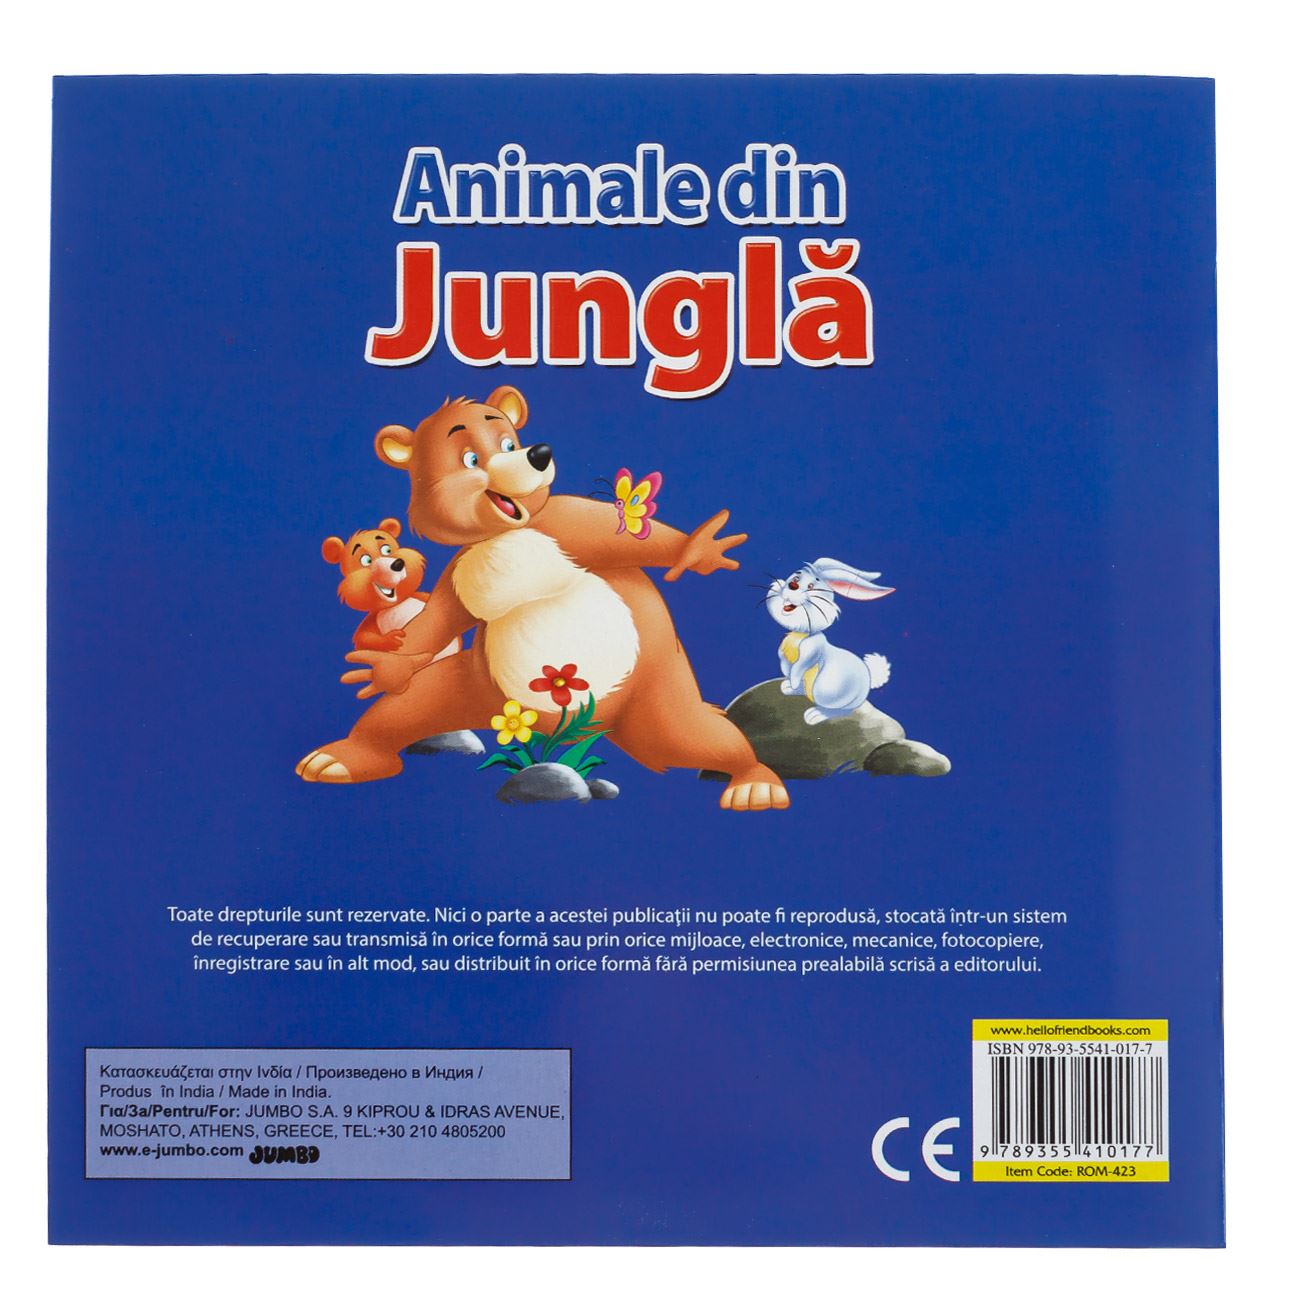 Animale din
Junglă
Toate drepturile sunt rezervate. Nici o parte a acestei publicaţii nu poate fi reprodusă, stocată într-un sistem
de recuperare sau transmisă în orice formă sau prin orice mijloace, electronice, mecanice, fotocopiere,
înregistrare sau în alt mod, sau distribuit în orice formă fără permisiunea prealabilă scrisă a editorului.
Κατασκευάζεται στην Ινδία / Произведено в Индия /
Produs în India / Made in India.
Για/За/Pentru/For: JUMBO S.A. 9 KIPROU & IDRAS AVENUE,
MOSHATO, ATHENS, GREECE, TEL:+30 210 4805200
www.e-jumbo.com JUMBO
CE
www.hellofriendbooks.com
ISBN 978-93-5541-017-7
9 789355 410177
Item Code: ROM-423